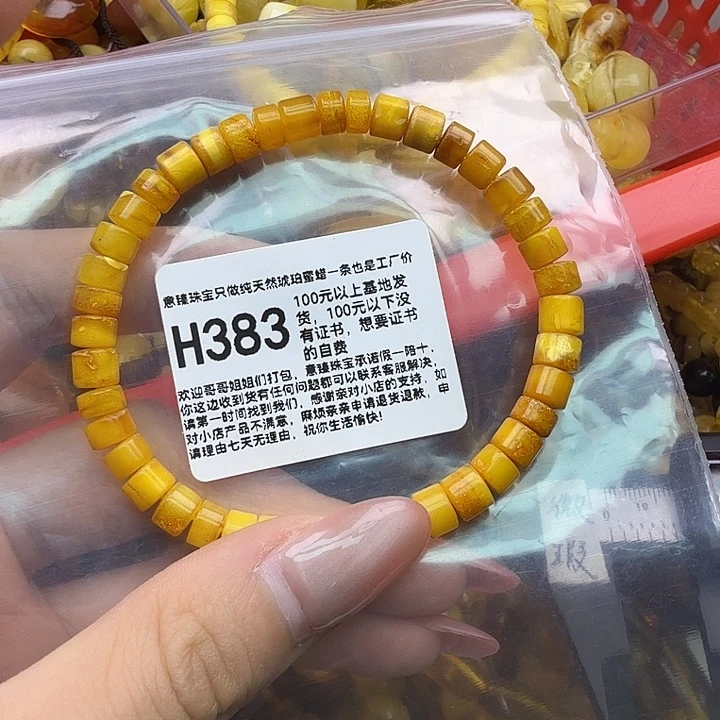 意臻珠宝只做纯天然琥珀蜜蜡一条也是工厂价
H383
100元以上基地发
货，100元以下没
有证书，想要证书
的自费
欢迎哥哥姐姐们打包，意臻珠宝承诺假一陪十，
你这边收到货有任何问题都可以联系客服解决，
请第一时间找到我们，感谢亲对小店的支持，如
对小店产品不满意，麻烦亲亲申请退货退款，申
请理由七天无理由，祝你生活愉快！
微
瑕